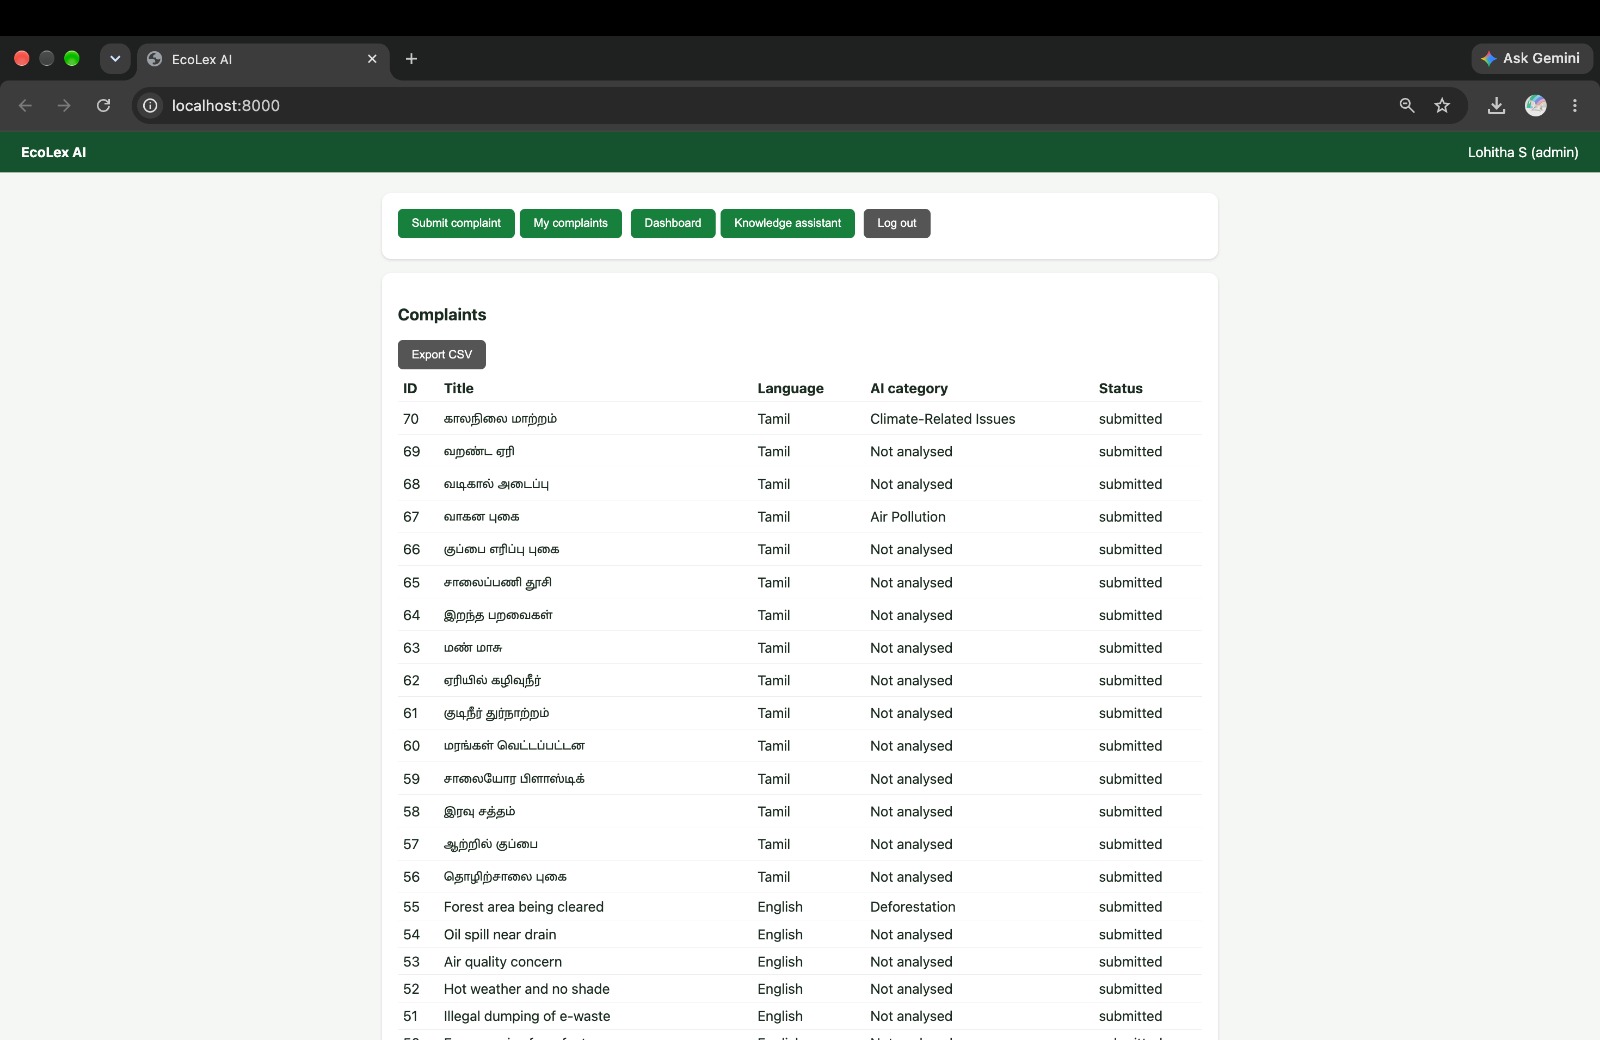 EcoLex AI
Ask Gemini
localhost:8000
EcoLex AI Lohitha S (admin)
Submit complaint My complaints Dashboard Knowledge assistant Log out
Complaints
Export CSV
ID Title Language AI category Status
70 காலநிலை மாற்றம் Tamil Climate-Related Issues submitted
69 வறண்ட ஏரி Tamil Not analysed submitted
68 வடிகால் அடைப்பு Tamil Not analysed submitted
67 வாகன புகை Tamil Air Pollution submitted
66 குப்பை எரிப்பு புகை Tamil Not analysed submitted
65 சாலைப்பணி தூசி Tamil Not analysed submitted
64 இறந்த பறவைகள் Tamil Not analysed submitted
63 மண் மாசு Tamil Not analysed submitted
62 ஏரியில் கழிவுநீர் Tamil Not analysed submitted
61 குடிநீர் துர்நாற்றம் Tamil Not analysed submitted
60 மரங்கள் வெட்டப்பட்டன Tamil Not analysed submitted
59 சாலையோர பிளாஸ்டிக் Tamil Not analysed submitted
58 இரவு சத்தம் Tamil Not analysed submitted
57 ஆற்றில் குப்பை Tamil Not analysed submitted
56 தொழிற்சாலை புகை Tamil Not analysed submitted
55 Forest area being cleared English Deforestation submitted
54 Oil spill near drain English Not analysed submitted
53 Air quality concern English Not analysed submitted
52 Hot weather and no shade English Not analysed submitted
51 Illegal dumping of e-waste English Not analysed submitted